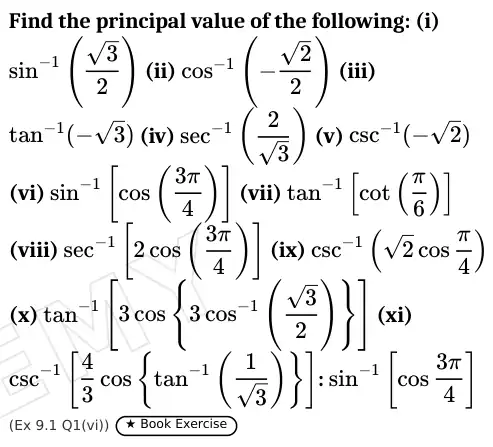 Find the principal value of the following: (i)
sin⁻¹ (√3/2) (ii) cos⁻¹ (−√2/2) (iii)
tan⁻¹(−√3) (iv) sec⁻¹ (2/√3) (v) csc⁻¹(−√2)
(vi) sin⁻¹ [cos (3π/4)] (vii) tan⁻¹ [cot (π/6)]
(viii) sec⁻¹ [2 cos (3π/4)] (ix) csc⁻¹ (√2 cos π/4)
(x) tan⁻¹ [3 cos {3 cos⁻¹ (√3/2)}] (xi)
csc⁻¹ [4/3 cos {tan⁻¹ (1/√3)}]: sin⁻¹ [cos 3π/4]
(Ex 9.1 Q1(vi)) ★ Book Exercise